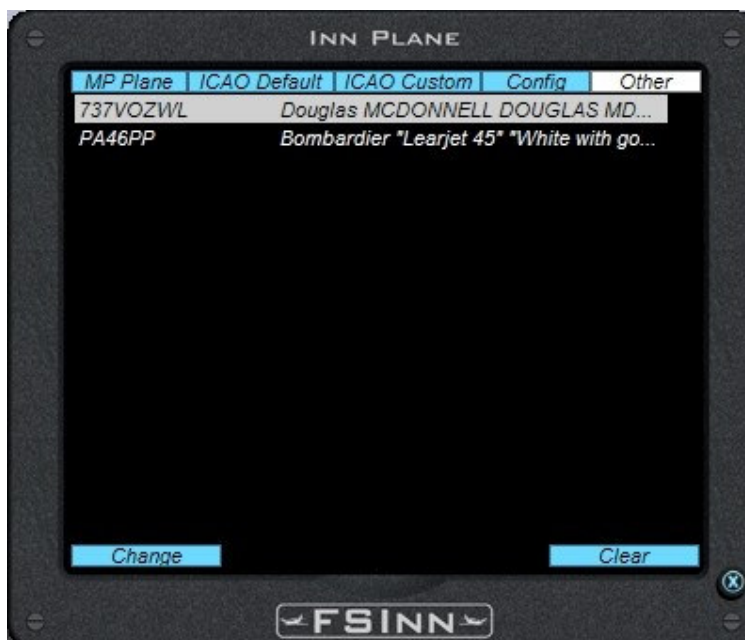 INN PLANE
MP Plane ICAO Default ICAO Custom Config Other
737VOZWL Douglas MCDONNELL DOUGLAS MD...
PA46PP Bombardier "Learjet 45" "White with go...
Change Clear
X
FSINN